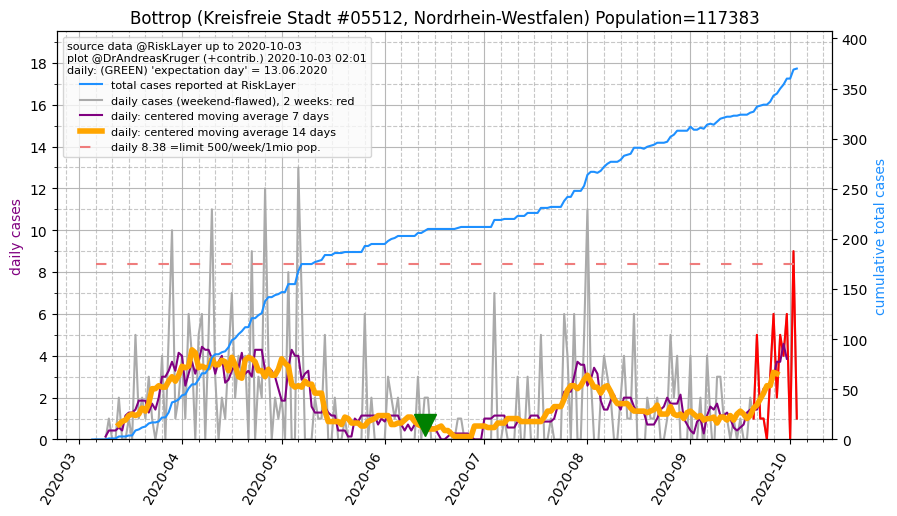 Bottrop (Kreisfreie Stadt #05512, Nordrhein-Westfalen) Population=117383
source data @RiskLayer up to 2020-10-03
plot @DrAndreasKruger (+contrib.) 2020-10-03 02:01
daily: (GREEN) 'expectation day' = 13.06.2020
total cases reported at RiskLayer
daily cases (weekend-flawed), 2 weeks: red
daily: centered moving average 7 days
daily: centered moving average 14 days
daily 8.38 =limit 500/week/1mio pop.
daily cases
18
16
14
12
10
8
6
4
2
0
cumulative total cases
400
350
300
250
200
150
100
50
0
2020-03
2020-04
2020-05
2020-06
2020-07
2020-08
2020-09
2020-10